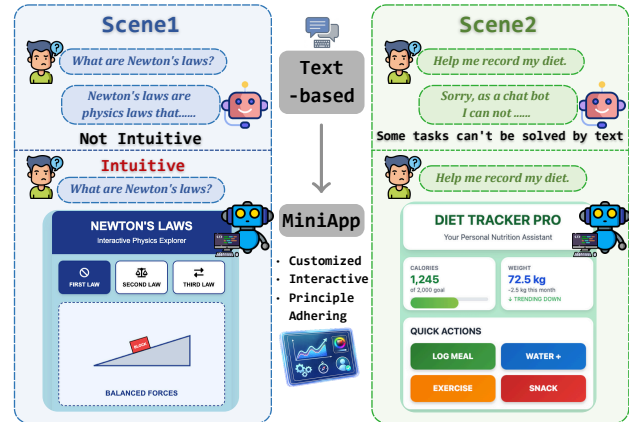 Scene1
What are Newton's laws?
Newton's laws are
physics laws that......
Not Intuitive
Intuitive
What are Newton's laws?
NEWTON'S LAWS
Interactive Physics Explorer
FIRST LAW
SECOND LAW
THIRD LAW
BLOCK
BALANCED FORCES
Text
-based
MiniApp
· Customized
· Interactive
· Principle
Adhering
Scene2
Help me record my diet.
Sorry, as a chat bot
I can not ......
Some tasks can't be solved by text
Help me record my diet.
DIET TRACKER PRO
Your Personal Nutrition Assistant
CALORIES
1,245
of 2,000 goal
WEIGHT
72.5 kg
-2.5 kg this month
↓ TRENDING DOWN
QUICK ACTIONS
LOG MEAL
WATER +
EXERCISE
SNACK